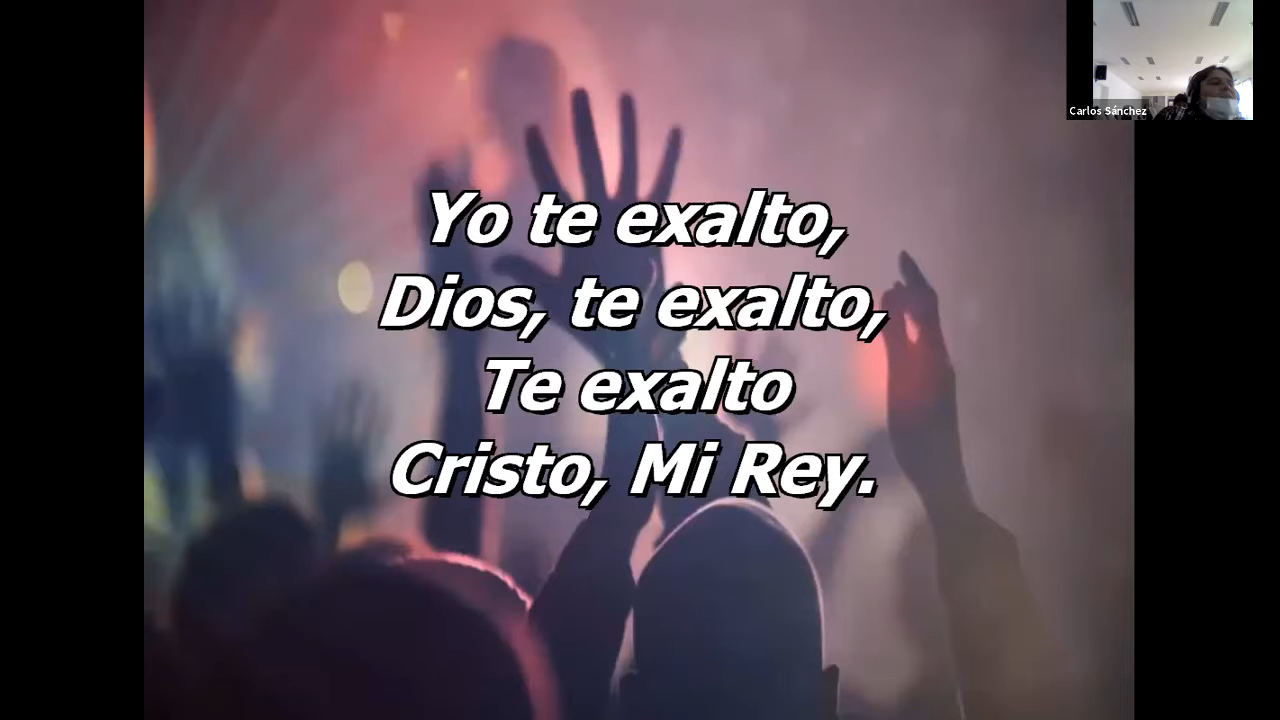 Yo te exalto,
Dios, te exalto,
Te exalto
Cristo, Mi Rey.
Carlos Sánchez